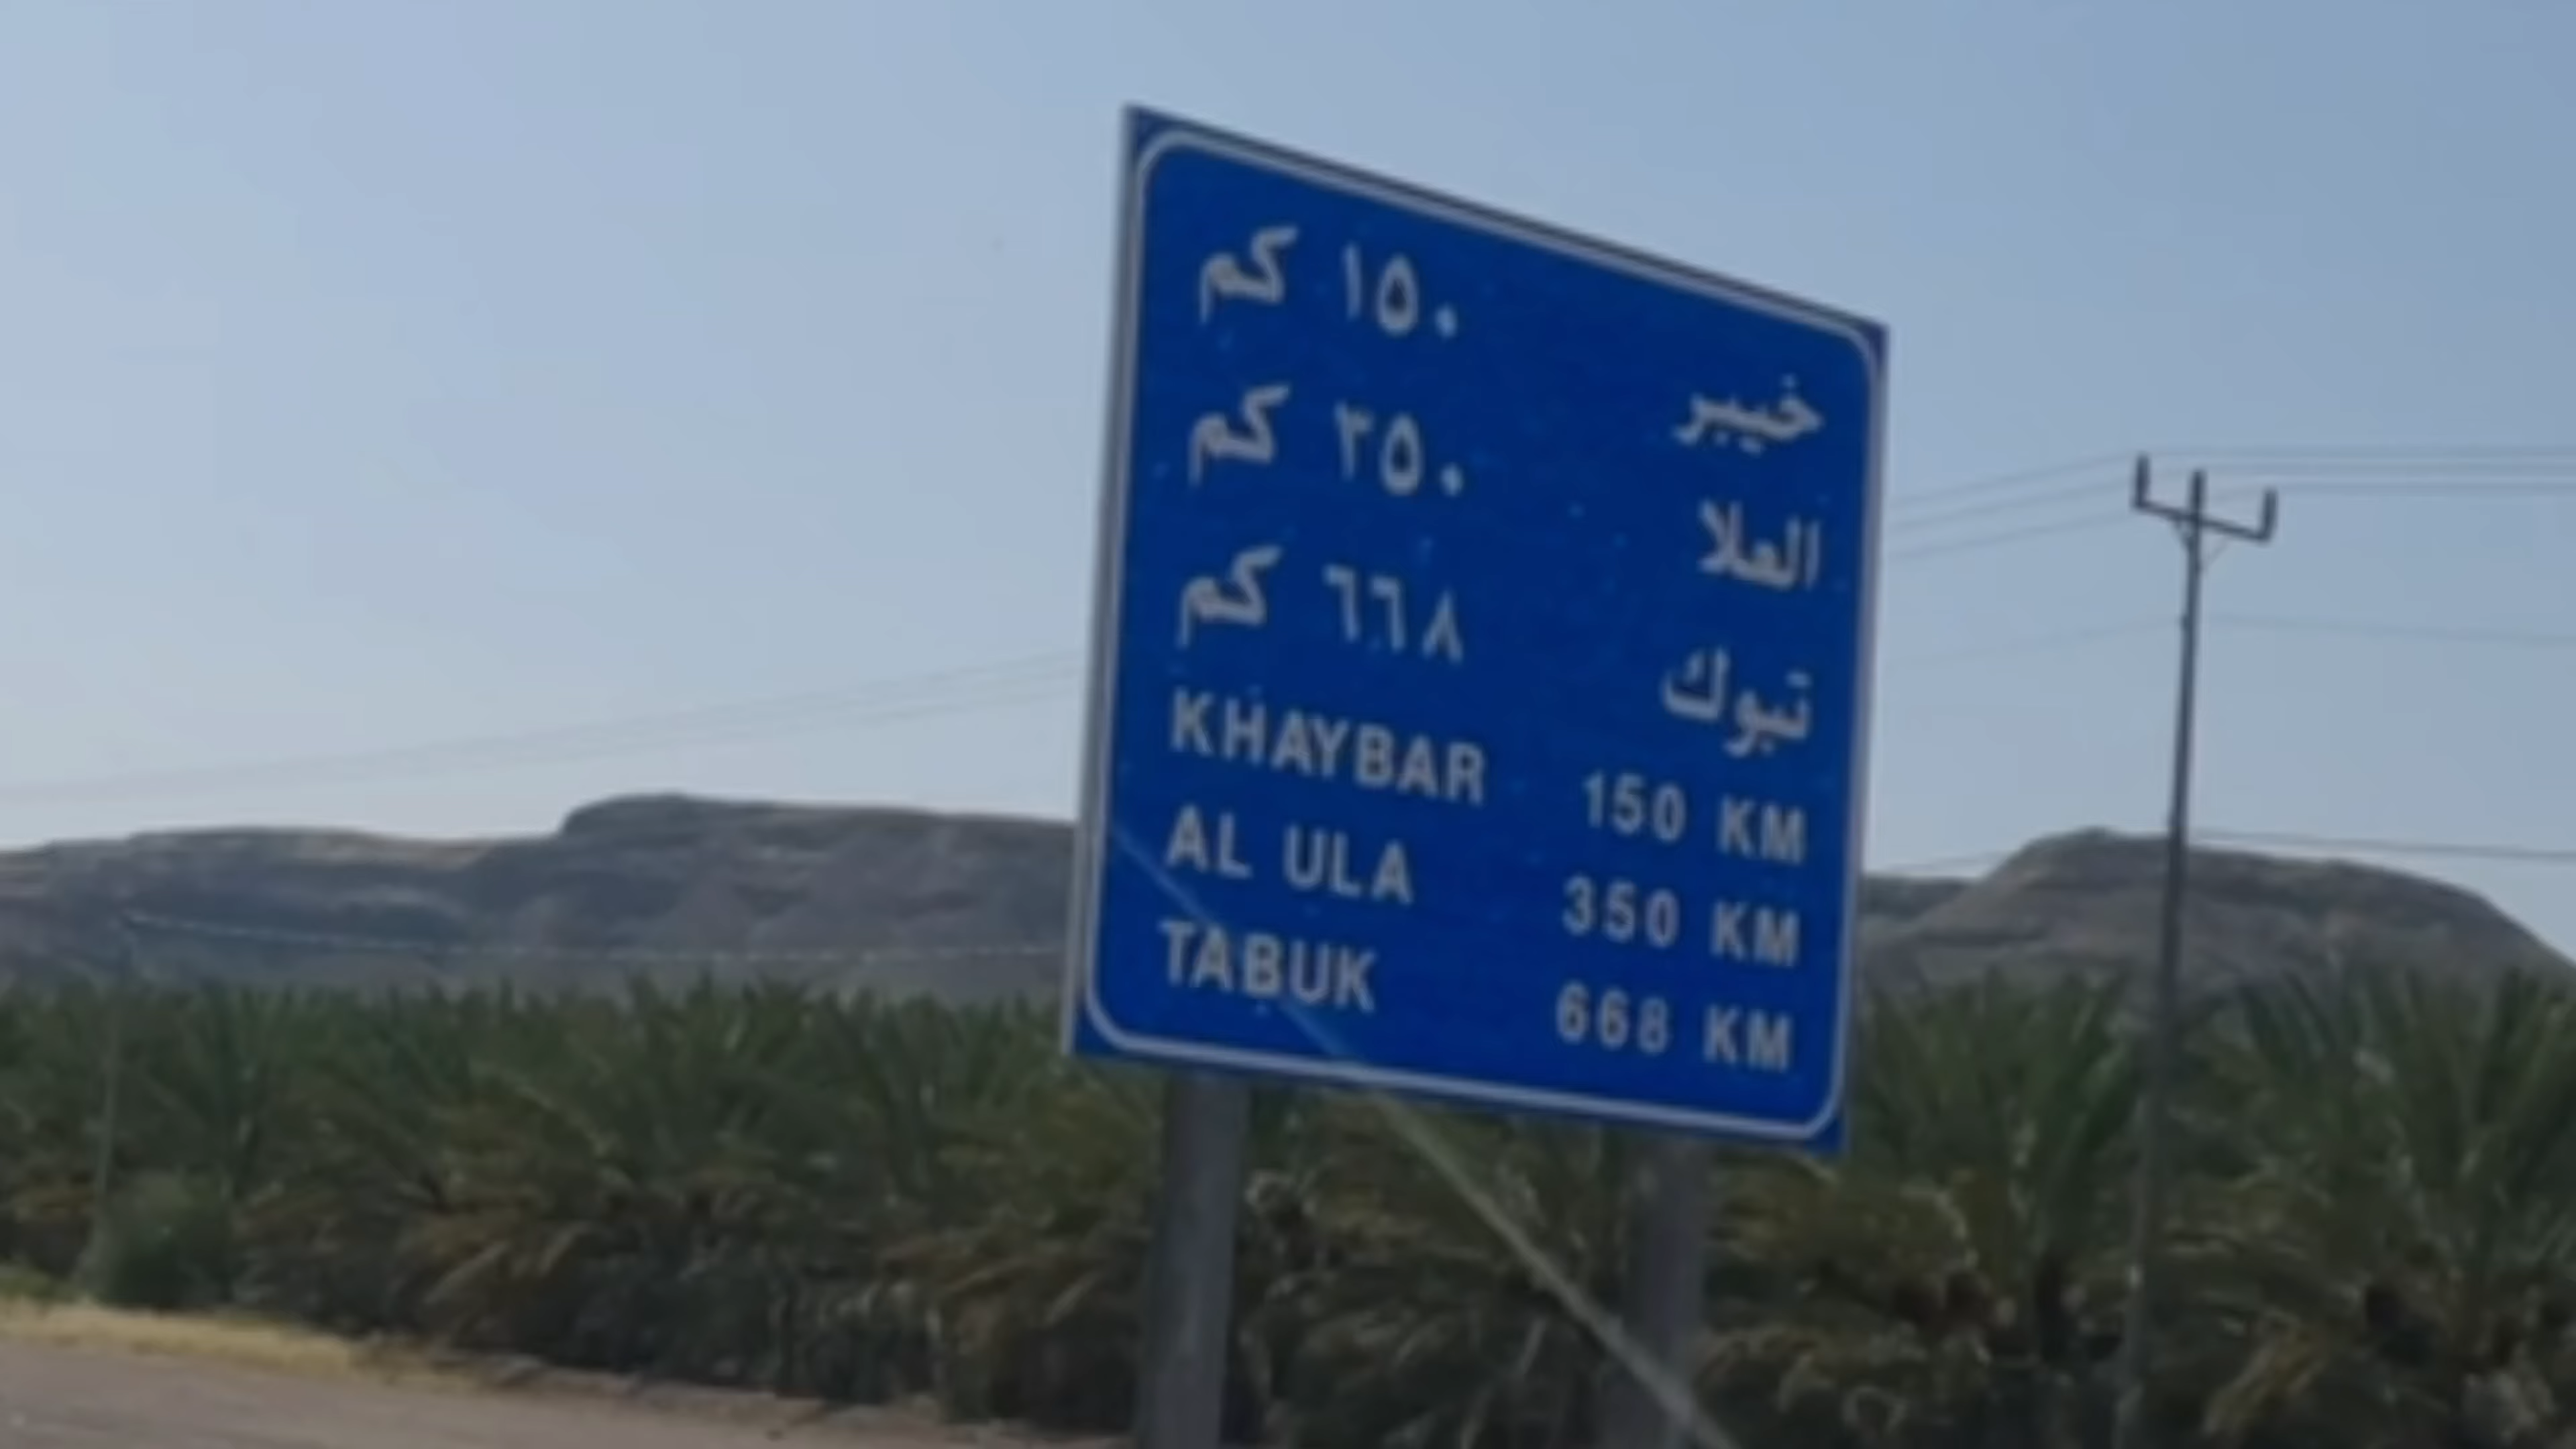 خيبر ١٥٠ كم
العلا ٣٥٠ كم
تبوك ٦٦٨ كم
KHAYBAR 150 KM
AL ULA 350 KM
TABUK 668 KM